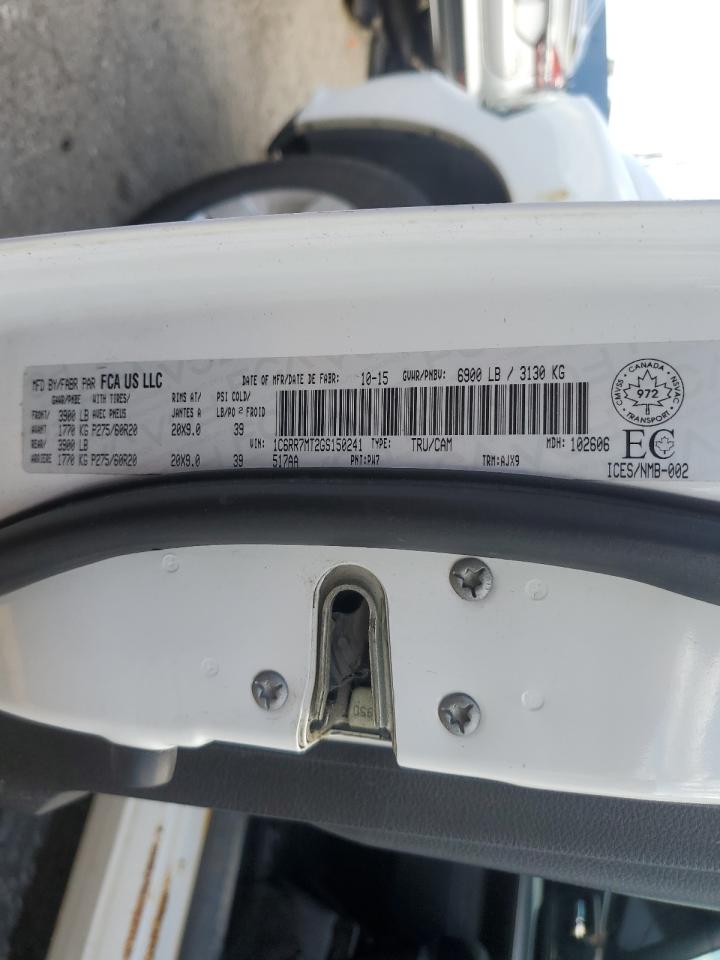 MFD BY/FABR PAR FCA US LLC DATE OF MFR/DATE DE FABR: 10-15 GVWR/PNBV: 6900 LB / 3130 KG
GAWR/PNBE WITH TIRES/ RIMS AT/ PSI COLD/
FRONT/ 3900 LB AVEC PNEUS JANTES A LB/PO² FROID
AVANT 1770 KG P275/60R20 20X9.0 39
REAR/ 3900 LB
ARRIERE 1770 KG P275/60R20 20X9.0 39
VIN: 1C6RR7MT2GS150241 TYPE: TRU/CAM MDH: 102606
517AA PNT:PW7 TRM:AJX9
CANADA
CMVSS 972 NSVAC
TRANSPORT
EC
ICES/NMB-002